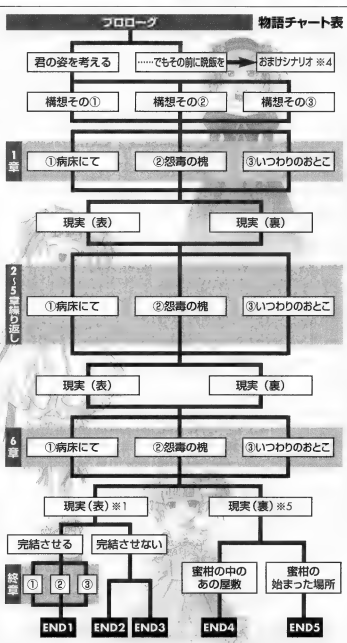 物語チャート表
プロローグ
君の姿を考える
……でもその前に晩飯を
おまけシナリオ ※4
構想その①
構想その②
構想その③
1章
①病床にて
②怨毒の槐
③いつわりのおとこ
現実（表）
現実（裏）
2～5章繰り返し
①病床にて
②怨毒の槐
③いつわりのおとこ
現実（表）
現実（裏）
6章
①病床にて
②怨毒の槐
③いつわりのおとこ
現実（表）※1
現実（裏）※5
完結させる
完結させない
蜜柑の中の
あの屋敷
蜜柑の
始まった場所
終章
①
②
③
END1
END2
END3
END4
END5